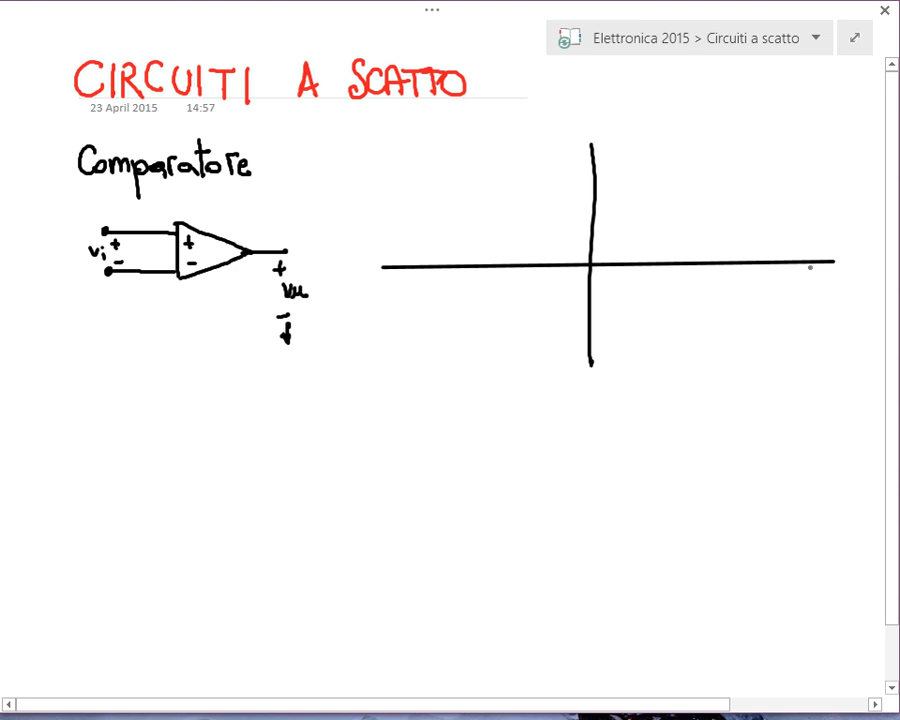 Elettronica 2015 > Circuiti a scatto
CIRCUITI A SCATTO
23 April 2015 14:57
Comparatore
+
vi + -
-
+
vu
-